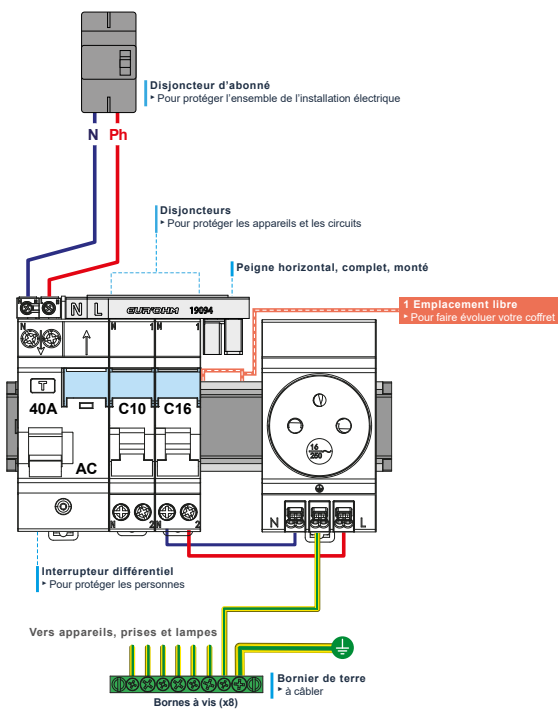 Disjoncteur d'abonné
‣ Pour protéger l'ensemble de l'installation électrique
N Ph
Disjoncteurs
‣ Pour protéger les appareils et les circuits
Peigne horizontal, complet, monté
1 Emplacement libre
‣ Pour faire évoluer votre coffret
N L EUR'OHM 19094
N N 1 N 1
T
40A C10 C16
AC
16
250
N 2 N 2
N L
Interrupteur différentiel
‣ Pour protéger les personnes
Vers appareils, prises et lampes
Bornier de terre
‣ à câbler
Bornes à vis (x8)